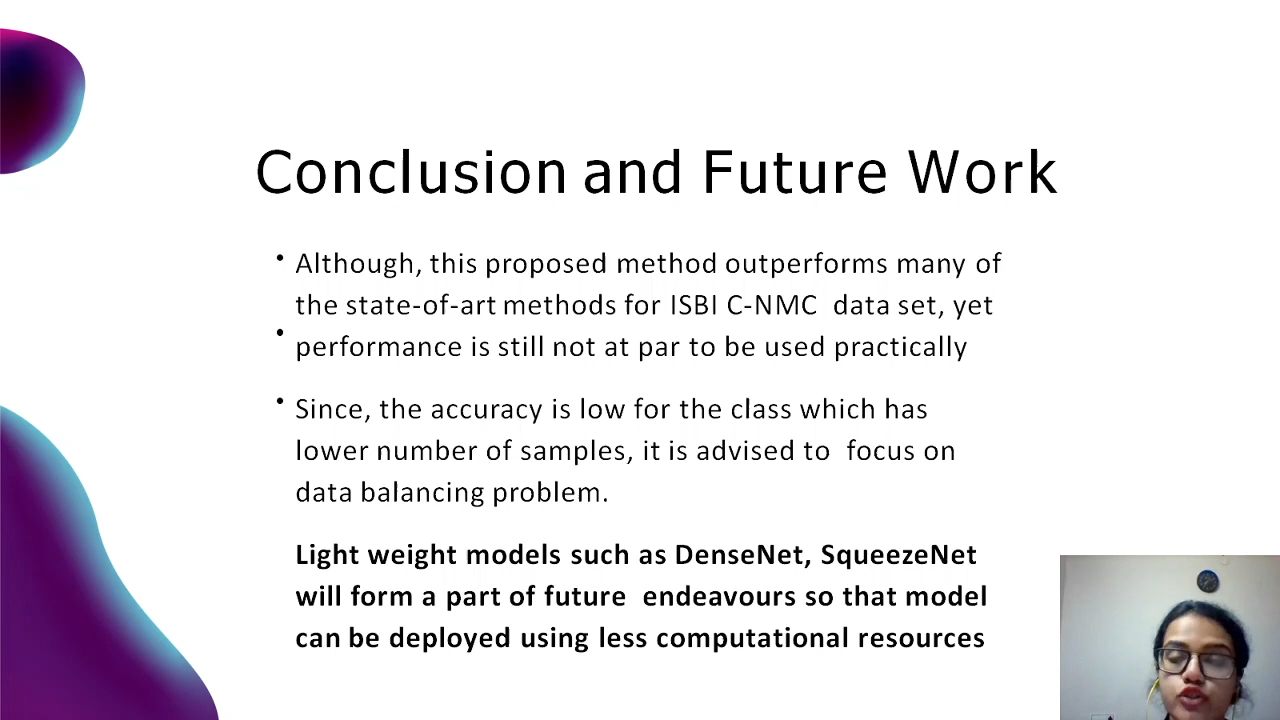 Conclusion and Future Work
• Although, this proposed method outperforms many of
the state-of-art methods for ISBI C-NMC data set, yet
• performance is still not at par to be used practically
• Since, the accuracy is low for the class which has
lower number of samples, it is advised to focus on
data balancing problem.
Light weight models such as DenseNet, SqueezeNet
will form a part of future endeavours so that model
can be deployed using less computational resources